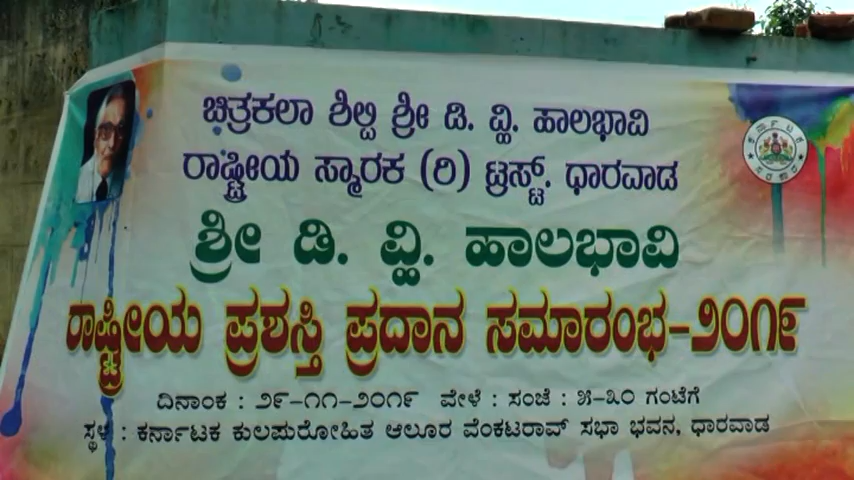 ಚಿತ್ರಕಲಾ ಶಿಲ್ಪಿ ಶ್ರೀ ಡಿ. ವ್ಹಿ. ಹಾಲಭಾವಿ
ರಾಷ್ಟ್ರೀಯ ಸ್ಮಾರಕ (ರಿ) ಟ್ರಸ್ಟ್. ಧಾರವಾಡ
ಶ್ರೀ ಡಿ. ವ್ಹಿ. ಹಾಲಭಾವಿ
ರಾಷ್ಟ್ರೀಯ ಪ್ರಶಸ್ತಿ ಪ್ರದಾನ ಸಮಾರಂಭ-೨೦೧೯
ದಿನಾಂಕ : ೨೯-೧೧-೨೦೧೯ ವೇಳೆ : ಸಂಜೆ : ೫-೩೦ ಗಂಟೆಗೆ
ಸ್ಥಳ : ಕರ್ನಾಟಕ ಕುಲಪುರೋಹಿತ ಆಲೂರ ವೆಂಕಟರಾವ್ ಸಭಾ ಭವನ, ಧಾರವಾಡ